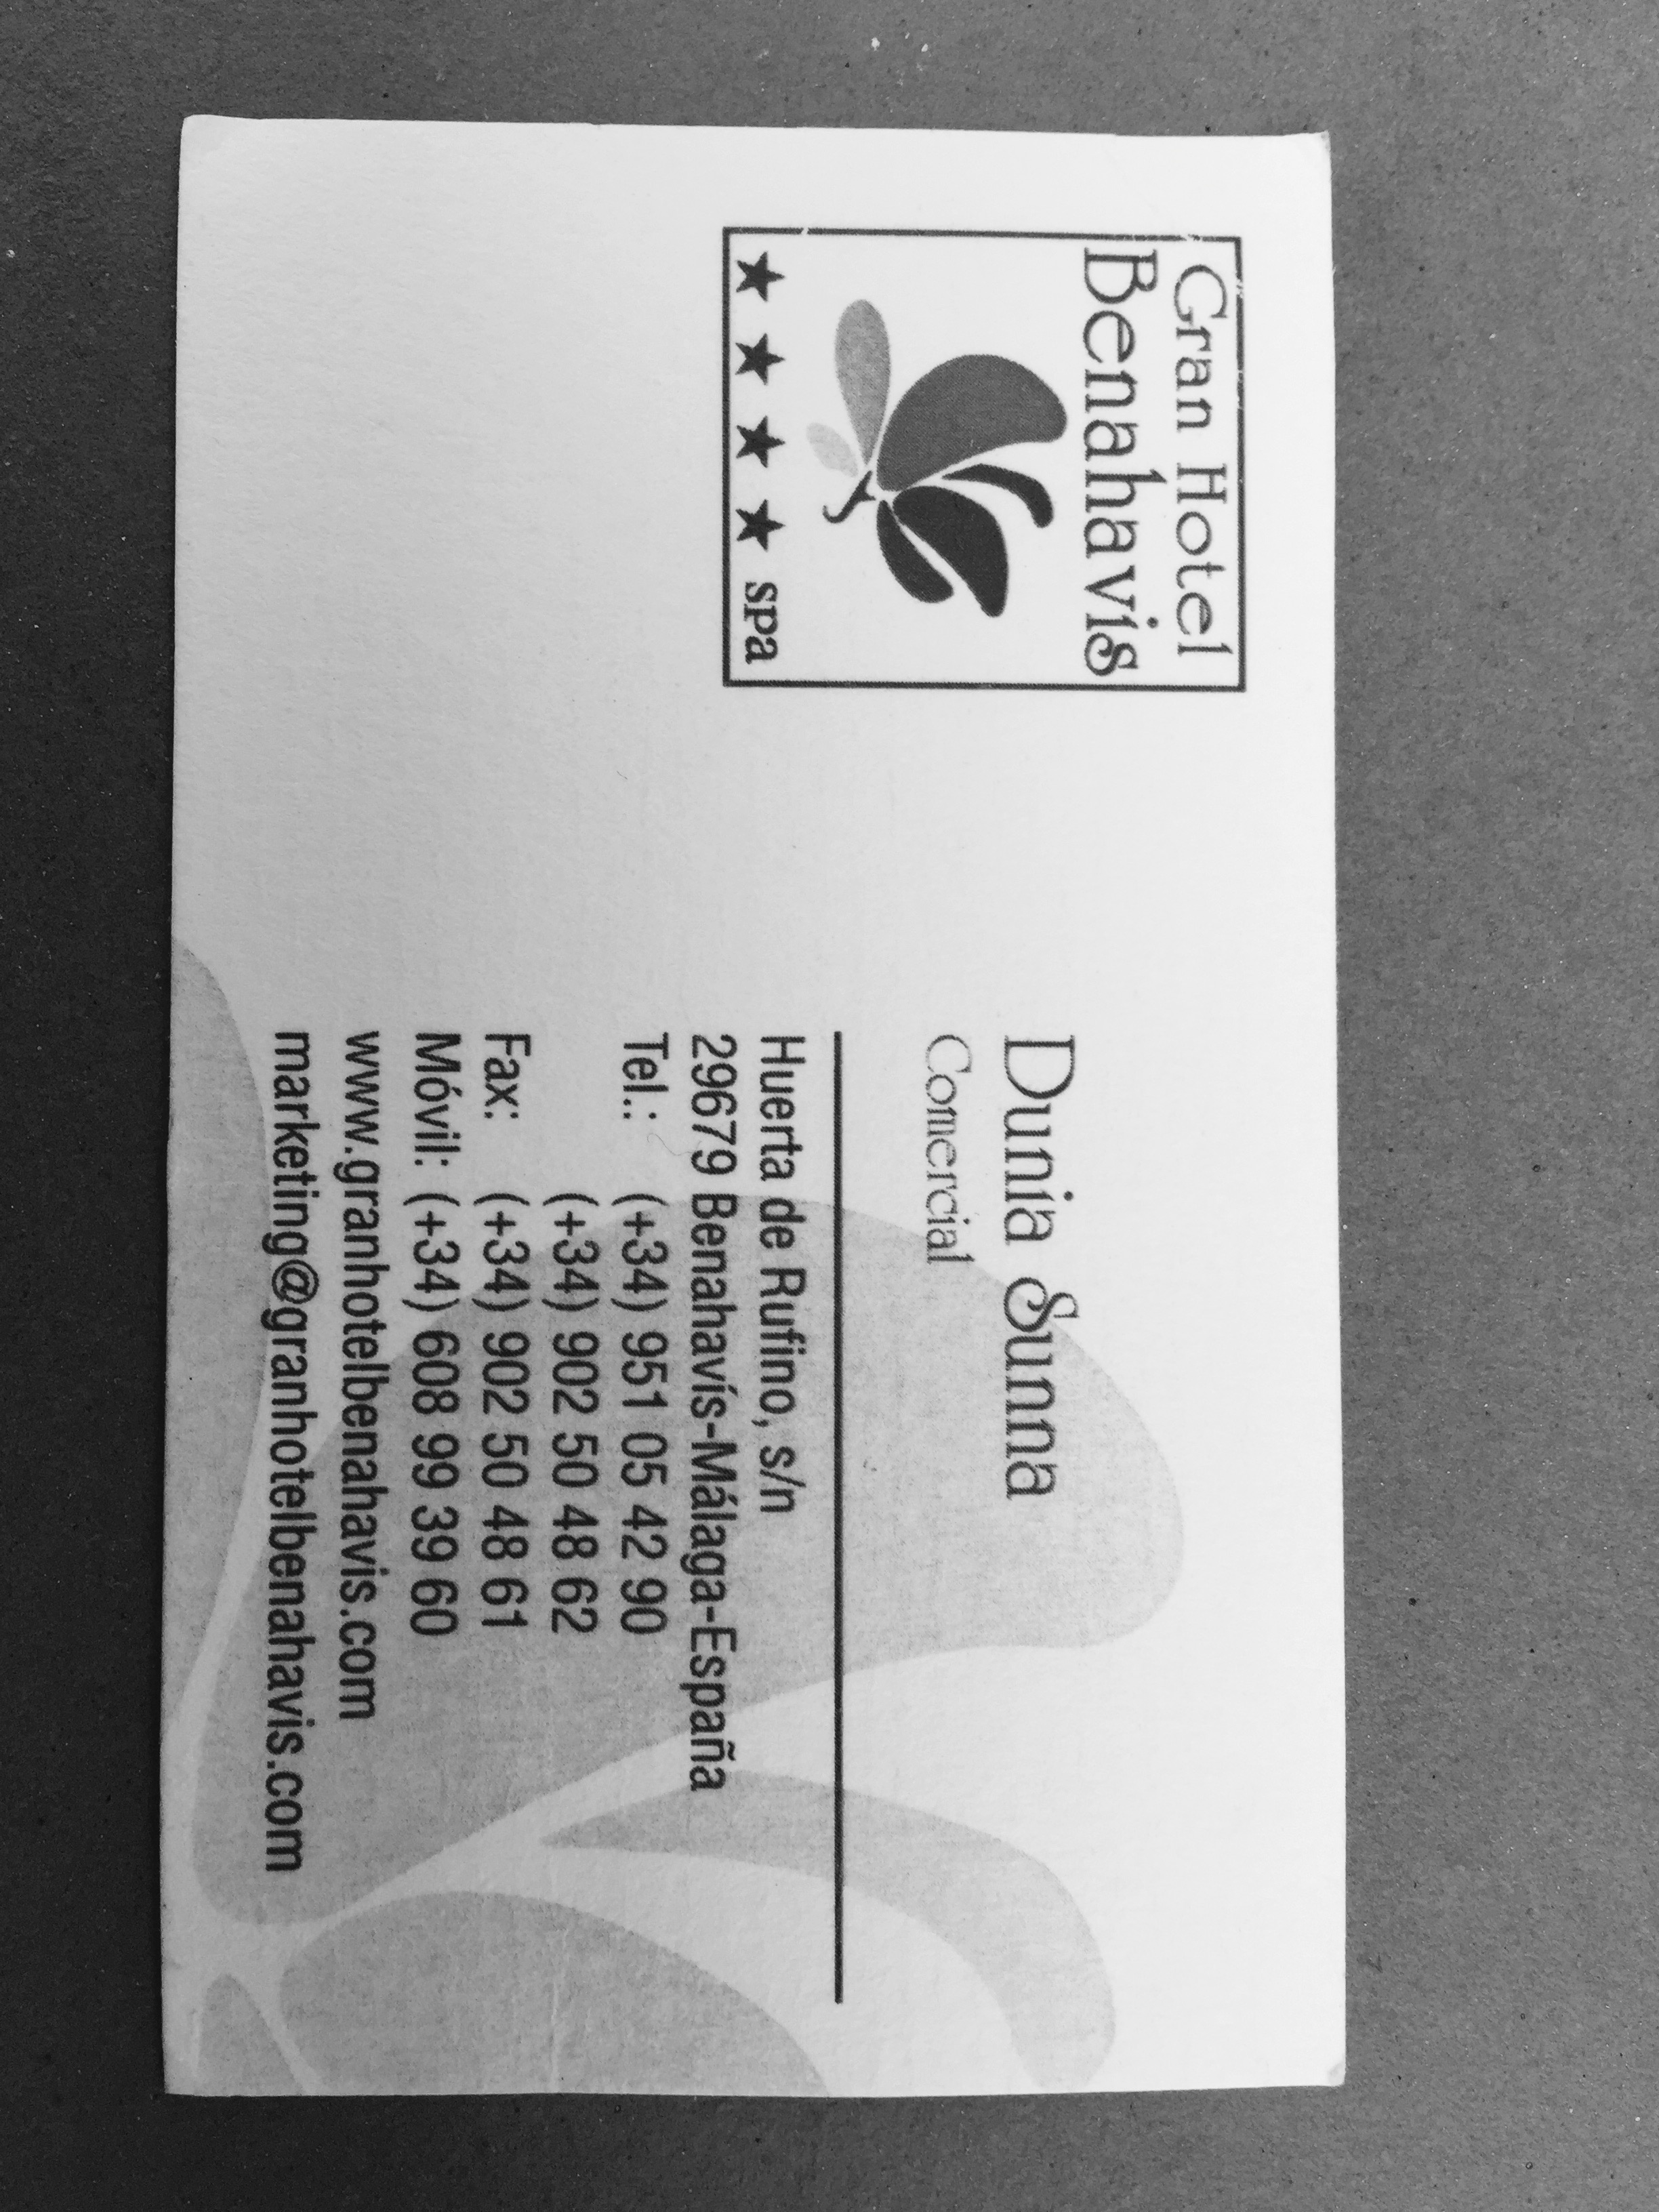 Gran Hotel
Benahavís
★ ★ ★ ★ SPA
Dunia Sunna
Comercial
Huerta de Rufino, s/n
29679 Benahavís-Málaga-España
Tel.: (+34) 951 05 42 90
(+34) 902 50 48 62
Fax: (+34) 902 50 48 61
Móvil: (+34) 608 99 39 60
www.granhotelbenahavis.com
marketing@granhotelbenahavis.com